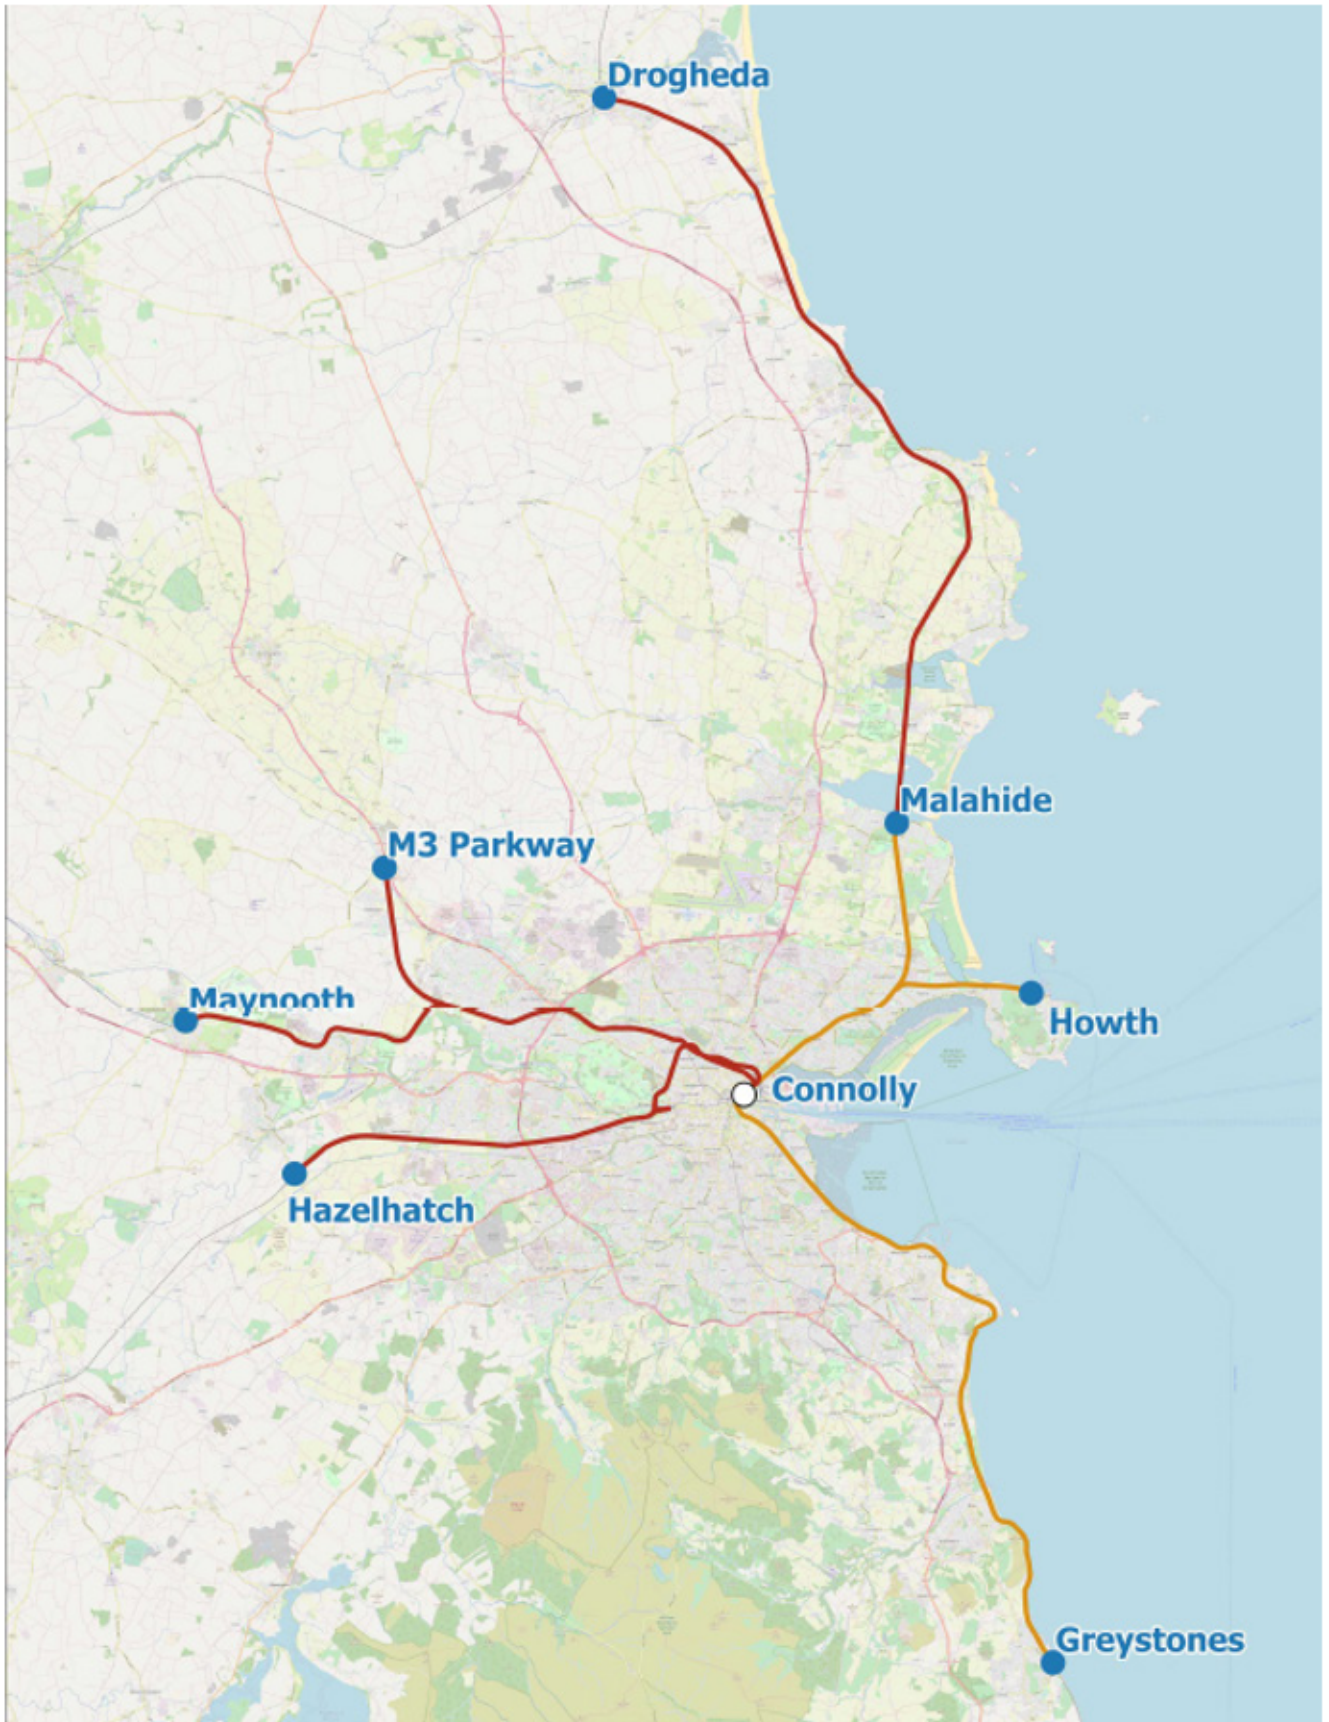 Drogheda
Malahide
M3 Parkway
Maynooth
Howth
Connolly
Hazelhatch
Greystones